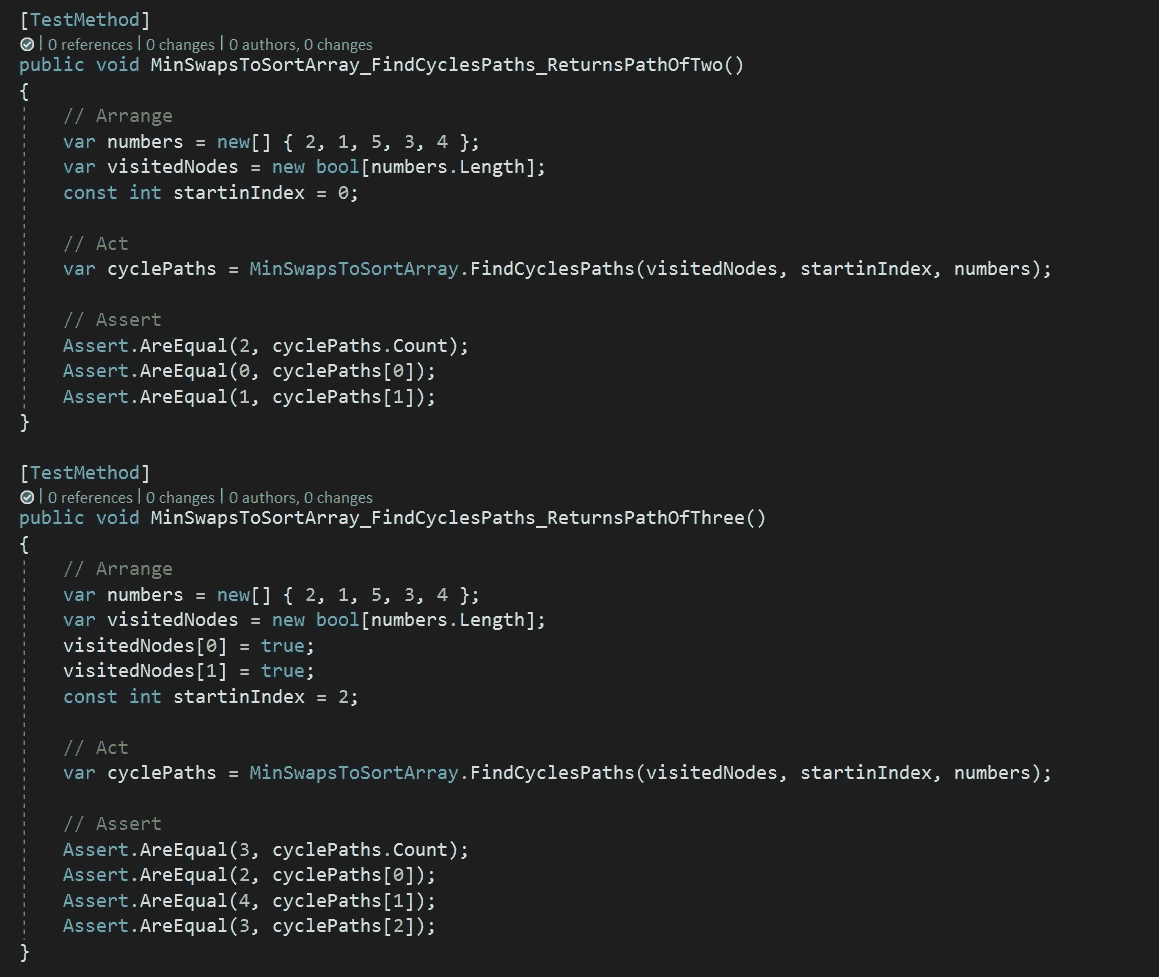 [TestMethod]
| 0 references | 0 changes | 0 authors, 0 changes
public void MinSwapsToSortArray_FindCyclesPaths_ReturnsPathOfTwo()
{
    // Arrange
    var numbers = new[] { 2, 1, 5, 3, 4 };
    var visitedNodes = new bool[numbers.Length];
    const int startinIndex = 0;

    // Act
    var cyclePaths = MinSwapsToSortArray.FindCyclesPaths(visitedNodes, startinIndex, numbers);

    // Assert
    Assert.AreEqual(2, cyclePaths.Count);
    Assert.AreEqual(0, cyclePaths[0]);
    Assert.AreEqual(1, cyclePaths[1]);
}

[TestMethod]
| 0 references | 0 changes | 0 authors, 0 changes
public void MinSwapsToSortArray_FindCyclesPaths_ReturnsPathOfThree()
{
    // Arrange
    var numbers = new[] { 2, 1, 5, 3, 4 };
    var visitedNodes = new bool[numbers.Length];
    visitedNodes[0] = true;
    visitedNodes[1] = true;
    const int startinIndex = 2;

    // Act
    var cyclePaths = MinSwapsToSortArray.FindCyclesPaths(visitedNodes, startinIndex, numbers);

    // Assert
    Assert.AreEqual(3, cyclePaths.Count);
    Assert.AreEqual(2, cyclePaths[0]);
    Assert.AreEqual(4, cyclePaths[1]);
    Assert.AreEqual(3, cyclePaths[2]);
}